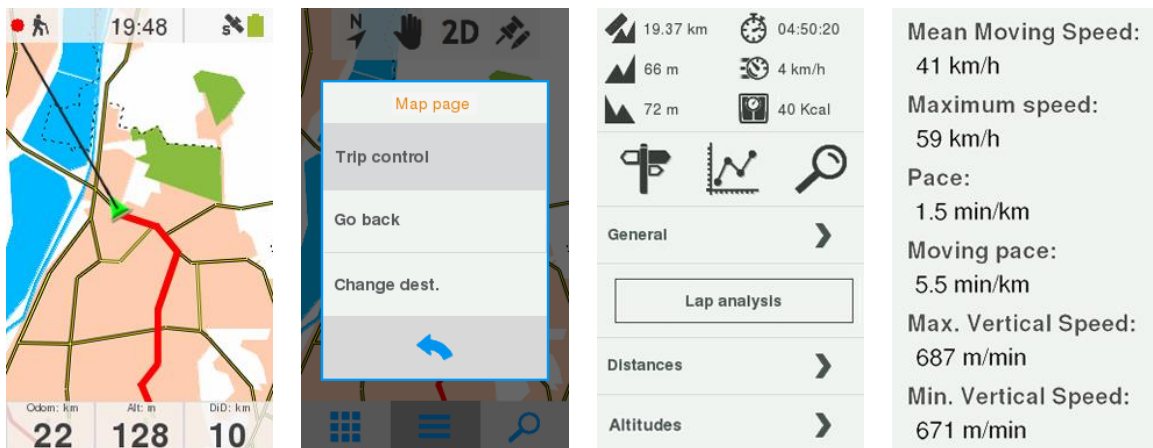 19:48
S
Odom: km
Alt: m
DiD: km
22
128
10
N
2D
Map page
Trip control
Go back
Change dest.
19.37 km
04:50:20
66 m
4 km/h
72 m
40 Kcal
General
Lap analysis
Distances
Altitudes
Mean Moving Speed:
41 km/h
Maximum speed:
59 km/h
Pace:
1.5 min/km
Moving pace:
5.5 min/km
Max. Vertical Speed:
687 m/min
Min. Vertical Speed:
671 m/min